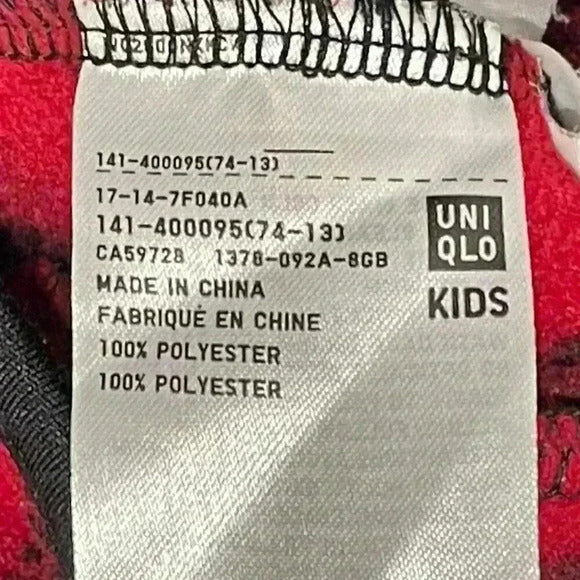 141-400095(74-13)
17-14-7F040A
141-400095(74-13)
CA59728 1378-092A-8GB
MADE IN CHINA
FABRIQUÉ EN CHINE
100% POLYESTER
100% POLYESTER
UNI
QLO
KIDS